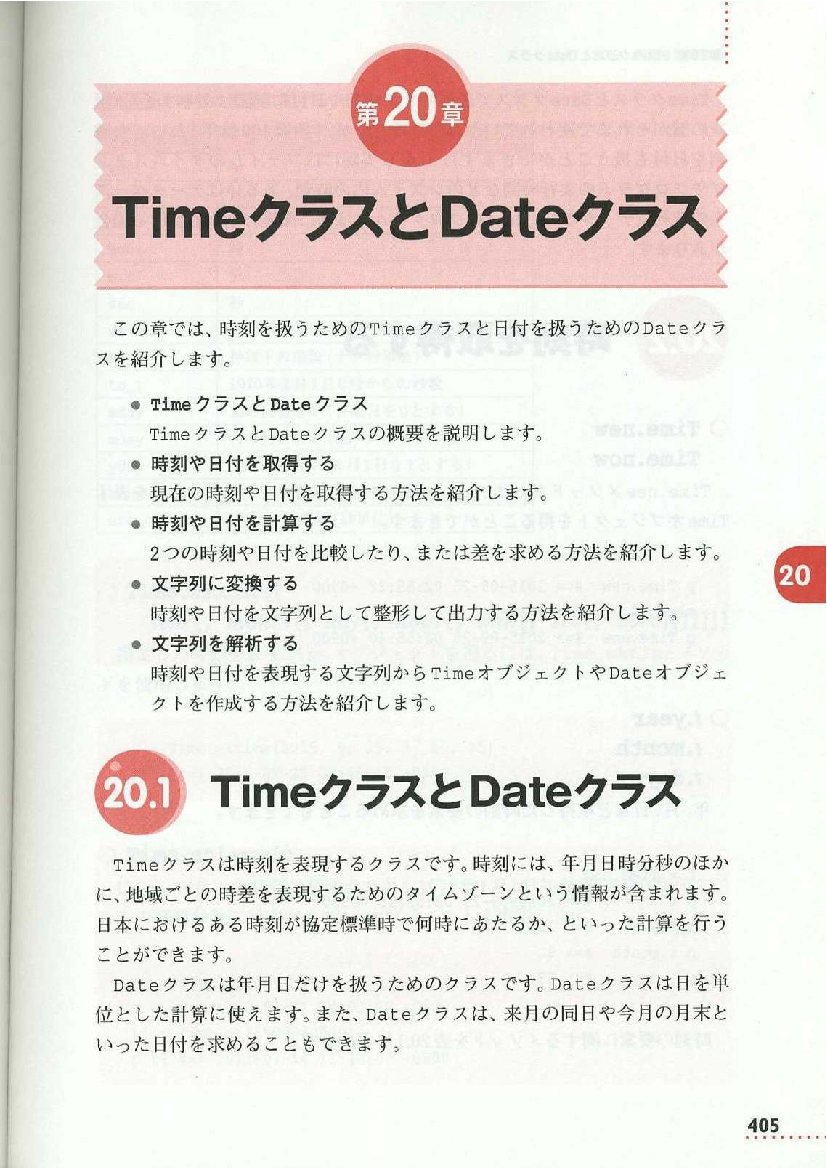 第20章
TimeクラスとDateクラス
この章では、時刻を扱うためのTimeクラスと日付を扱うためのDateクラ
スを紹介します。
● TimeクラスとDateクラス
TimeクラスとDateクラスの概要を説明します。
● 時刻や日付を取得する
現在の時刻や日付を取得する方法を紹介します。
● 時刻や日付を計算する
2つの時刻や日付を比較したり、または差を求める方法を紹介します。
● 文字列に変換する
時刻や日付を文字列として整形して出力する方法を紹介します。
● 文字列を解析する
時刻や日付を表現する文字列からTimeオブジェクトやDateオブジェ
クトを作成する方法を紹介します。
20
20.1 TimeクラスとDateクラス
Timeクラスは時刻を表現するクラスです。時刻には、年月日時分秒のほか
に、地域ごとの時差を表現するためのタイムゾーンという情報が含まれます。
日本におけるある時刻が協定標準時で何時にあたるか、といった計算を行う
ことができます。
Dateクラスは年月日だけを扱うためのクラスです。Dateクラスは日を単
位とした計算に使えます。また、Dateクラスは、来月の同日や今月の月末と
いった日付を求めることもできます。
405